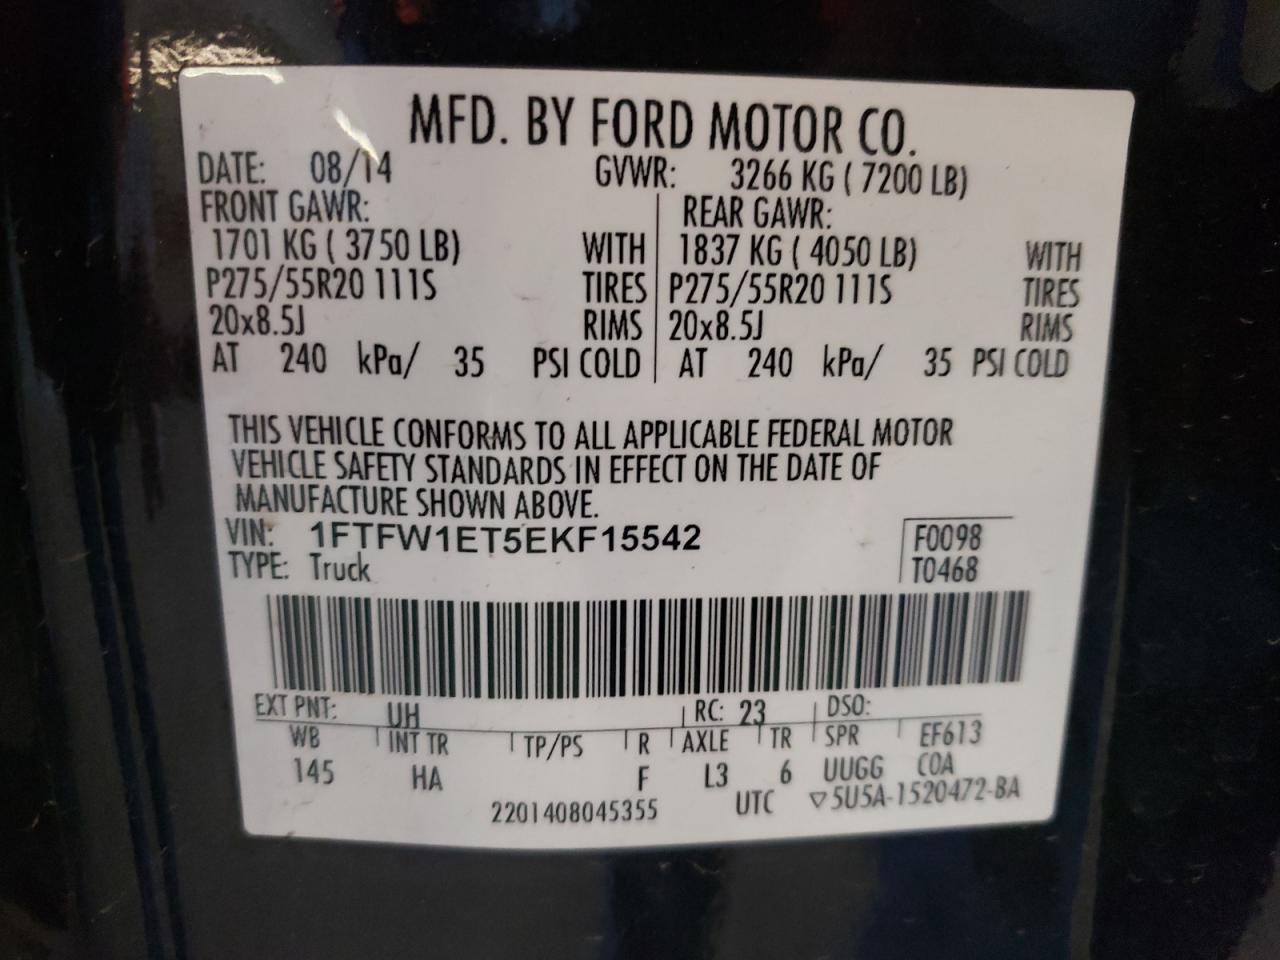 MFD. BY FORD MOTOR CO.
DATE: 08/14 GVWR: 3266 KG ( 7200 LB)
FRONT GAWR: REAR GAWR:
1701 KG ( 3750 LB) WITH 1837 KG ( 4050 LB) WITH
P275/55R20 111S TIRES P275/55R20 111S TIRES
20x8.5J RIMS 20x8.5J RIMS
AT 240 kPa/ 35 PSI COLD AT 240 kPa/ 35 PSI COLD
THIS VEHICLE CONFORMS TO ALL APPLICABLE FEDERAL MOTOR
VEHICLE SAFETY STANDARDS IN EFFECT ON THE DATE OF
MANUFACTURE SHOWN ABOVE.
VIN: 1FTFW1ET5EKF15542 F0098
TYPE: Truck T0468
EXT PNT: UH RC: 23 DSO:
WB INT TR TP/PS R AXLE TR SPR EF613
145 HA F L3 6 UUGG COA
2201408045355 UTC ▽5U5A-1520472-BA